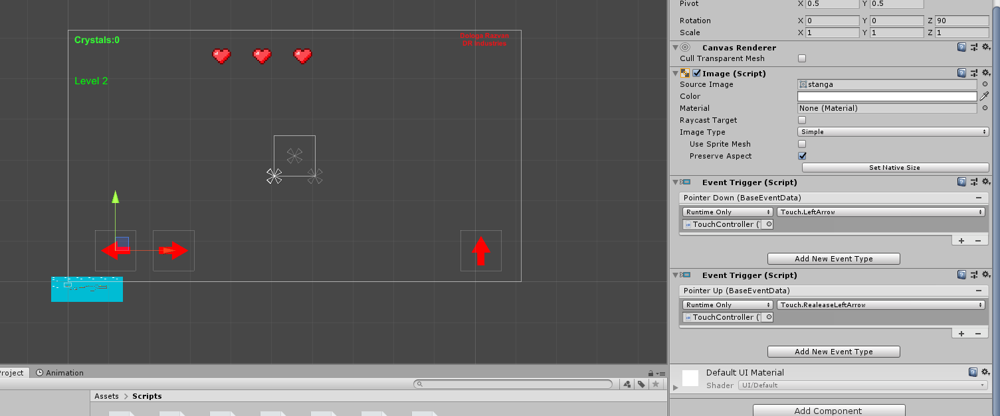 Crystals:0
Dologa Razvan
DR Industries
Level 2
Project
Animation
Assets > Scripts
Pivot X 0.5 Y 0.5
Rotation X 0 Y 0 Z 90
Scale X 1 Y 1 Z 1
Canvas Renderer
Cull Transparent Mesh
Image (Script)
Source Image stanga
Color
Material None (Material)
Raycast Target
Image Type Simple
Use Sprite Mesh
Preserve Aspect
Set Native Size
Event Trigger (Script)
Pointer Down (BaseEventData)
Runtime Only Touch.LeftArrow
TouchController (
Add New Event Type
Event Trigger (Script)
Pointer Up (BaseEventData)
Runtime Only Touch.RealeaseLeftArrow
TouchController (
Add New Event Type
Default UI Material
Shader UI/Default
Add Component